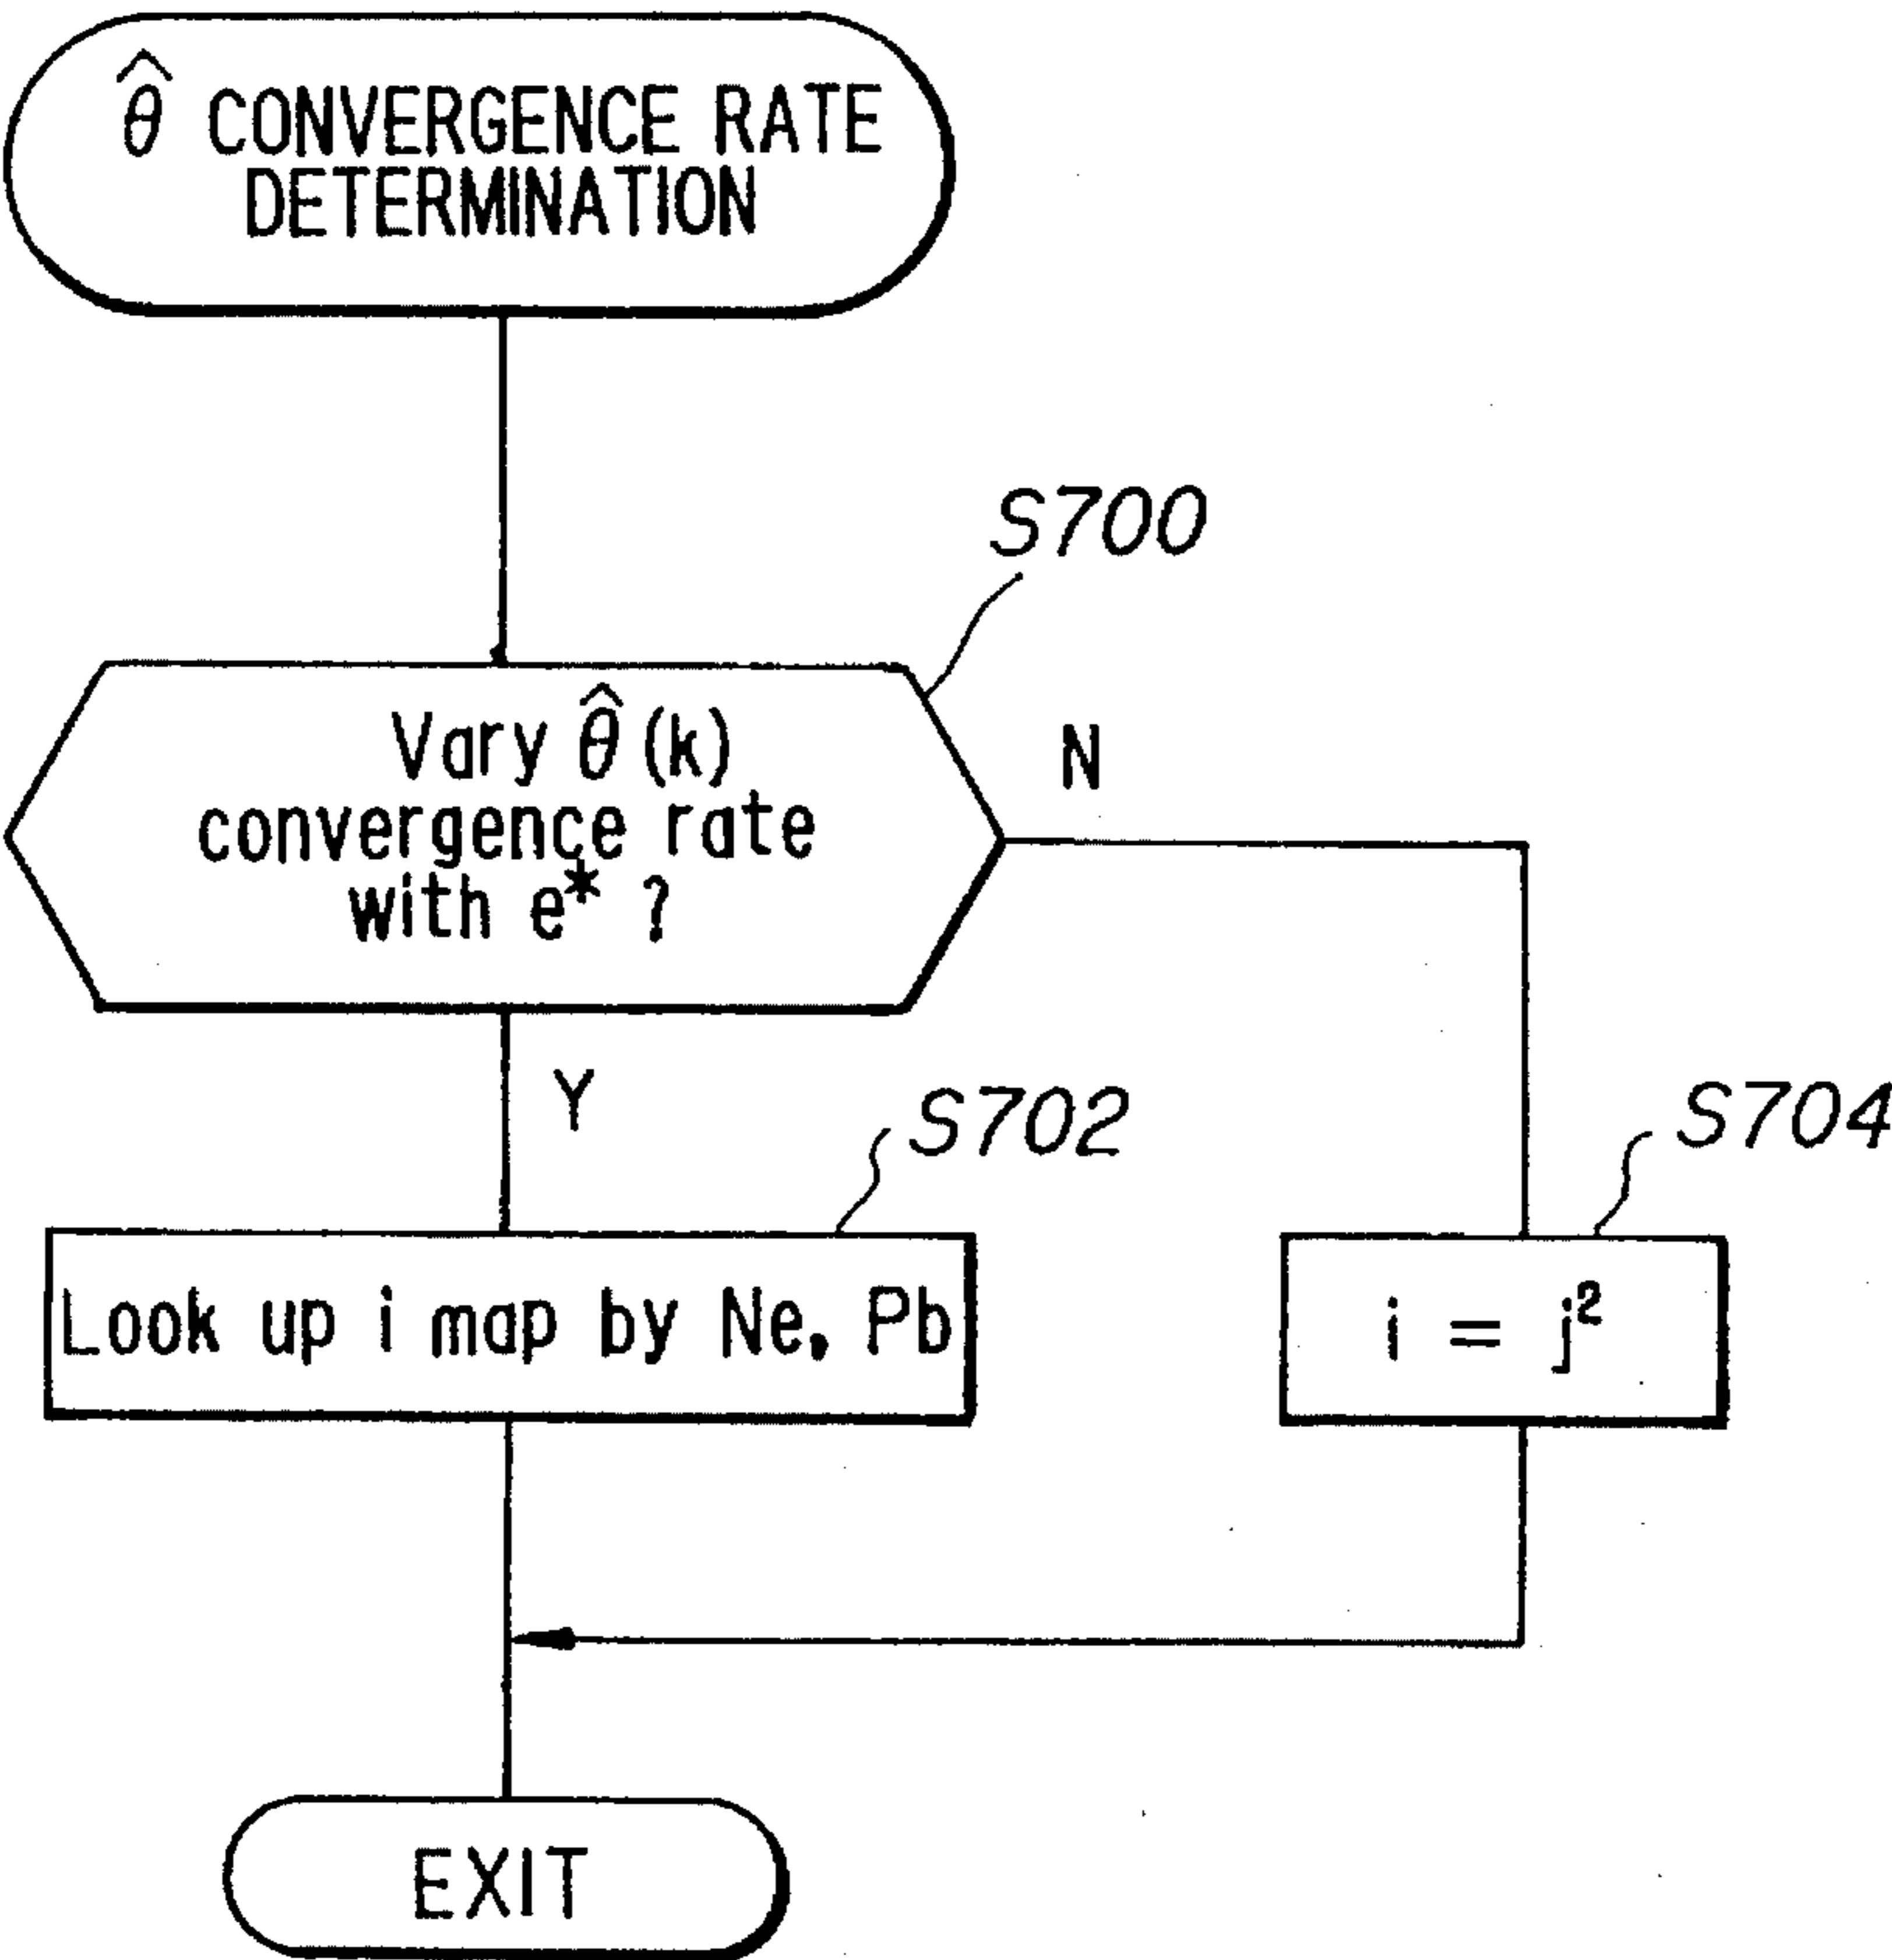 θ̂ CONVERGENCE RATE
DETERMINATION
S700
Vary θ̂(k)
convergence rate
with e* ?
N
Y
S702
S704
Look up i map by Ne, Pb
i = j²
EXIT